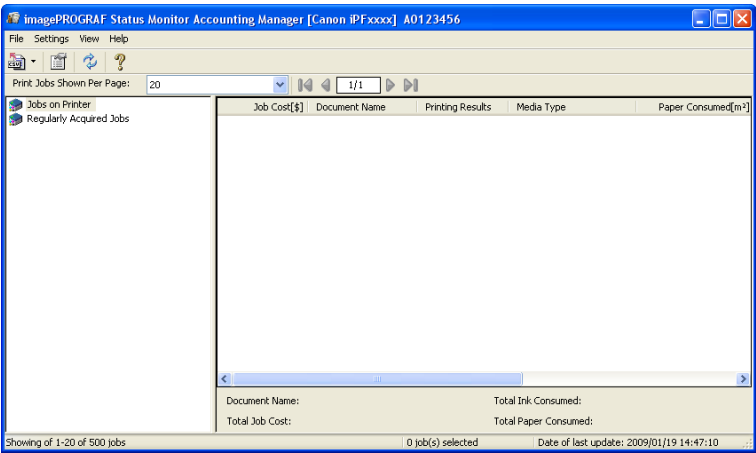 imagePROGRAF Status Monitor Accounting Manager [Canon iPFxxxx] A0123456
File Settings View Help
CSV
Print Jobs Shown Per Page: 20 1/1
Jobs on Printer
Regularly Acquired Jobs
Job Cost[$] Document Name Printing Results Media Type Paper Consumed[m²]
Document Name: Total Ink Consumed:
Total Job Cost: Total Paper Consumed:
Showing of 1-20 of 500 jobs 0 job(s) selected Date of last update: 2009/01/19 14:47:10